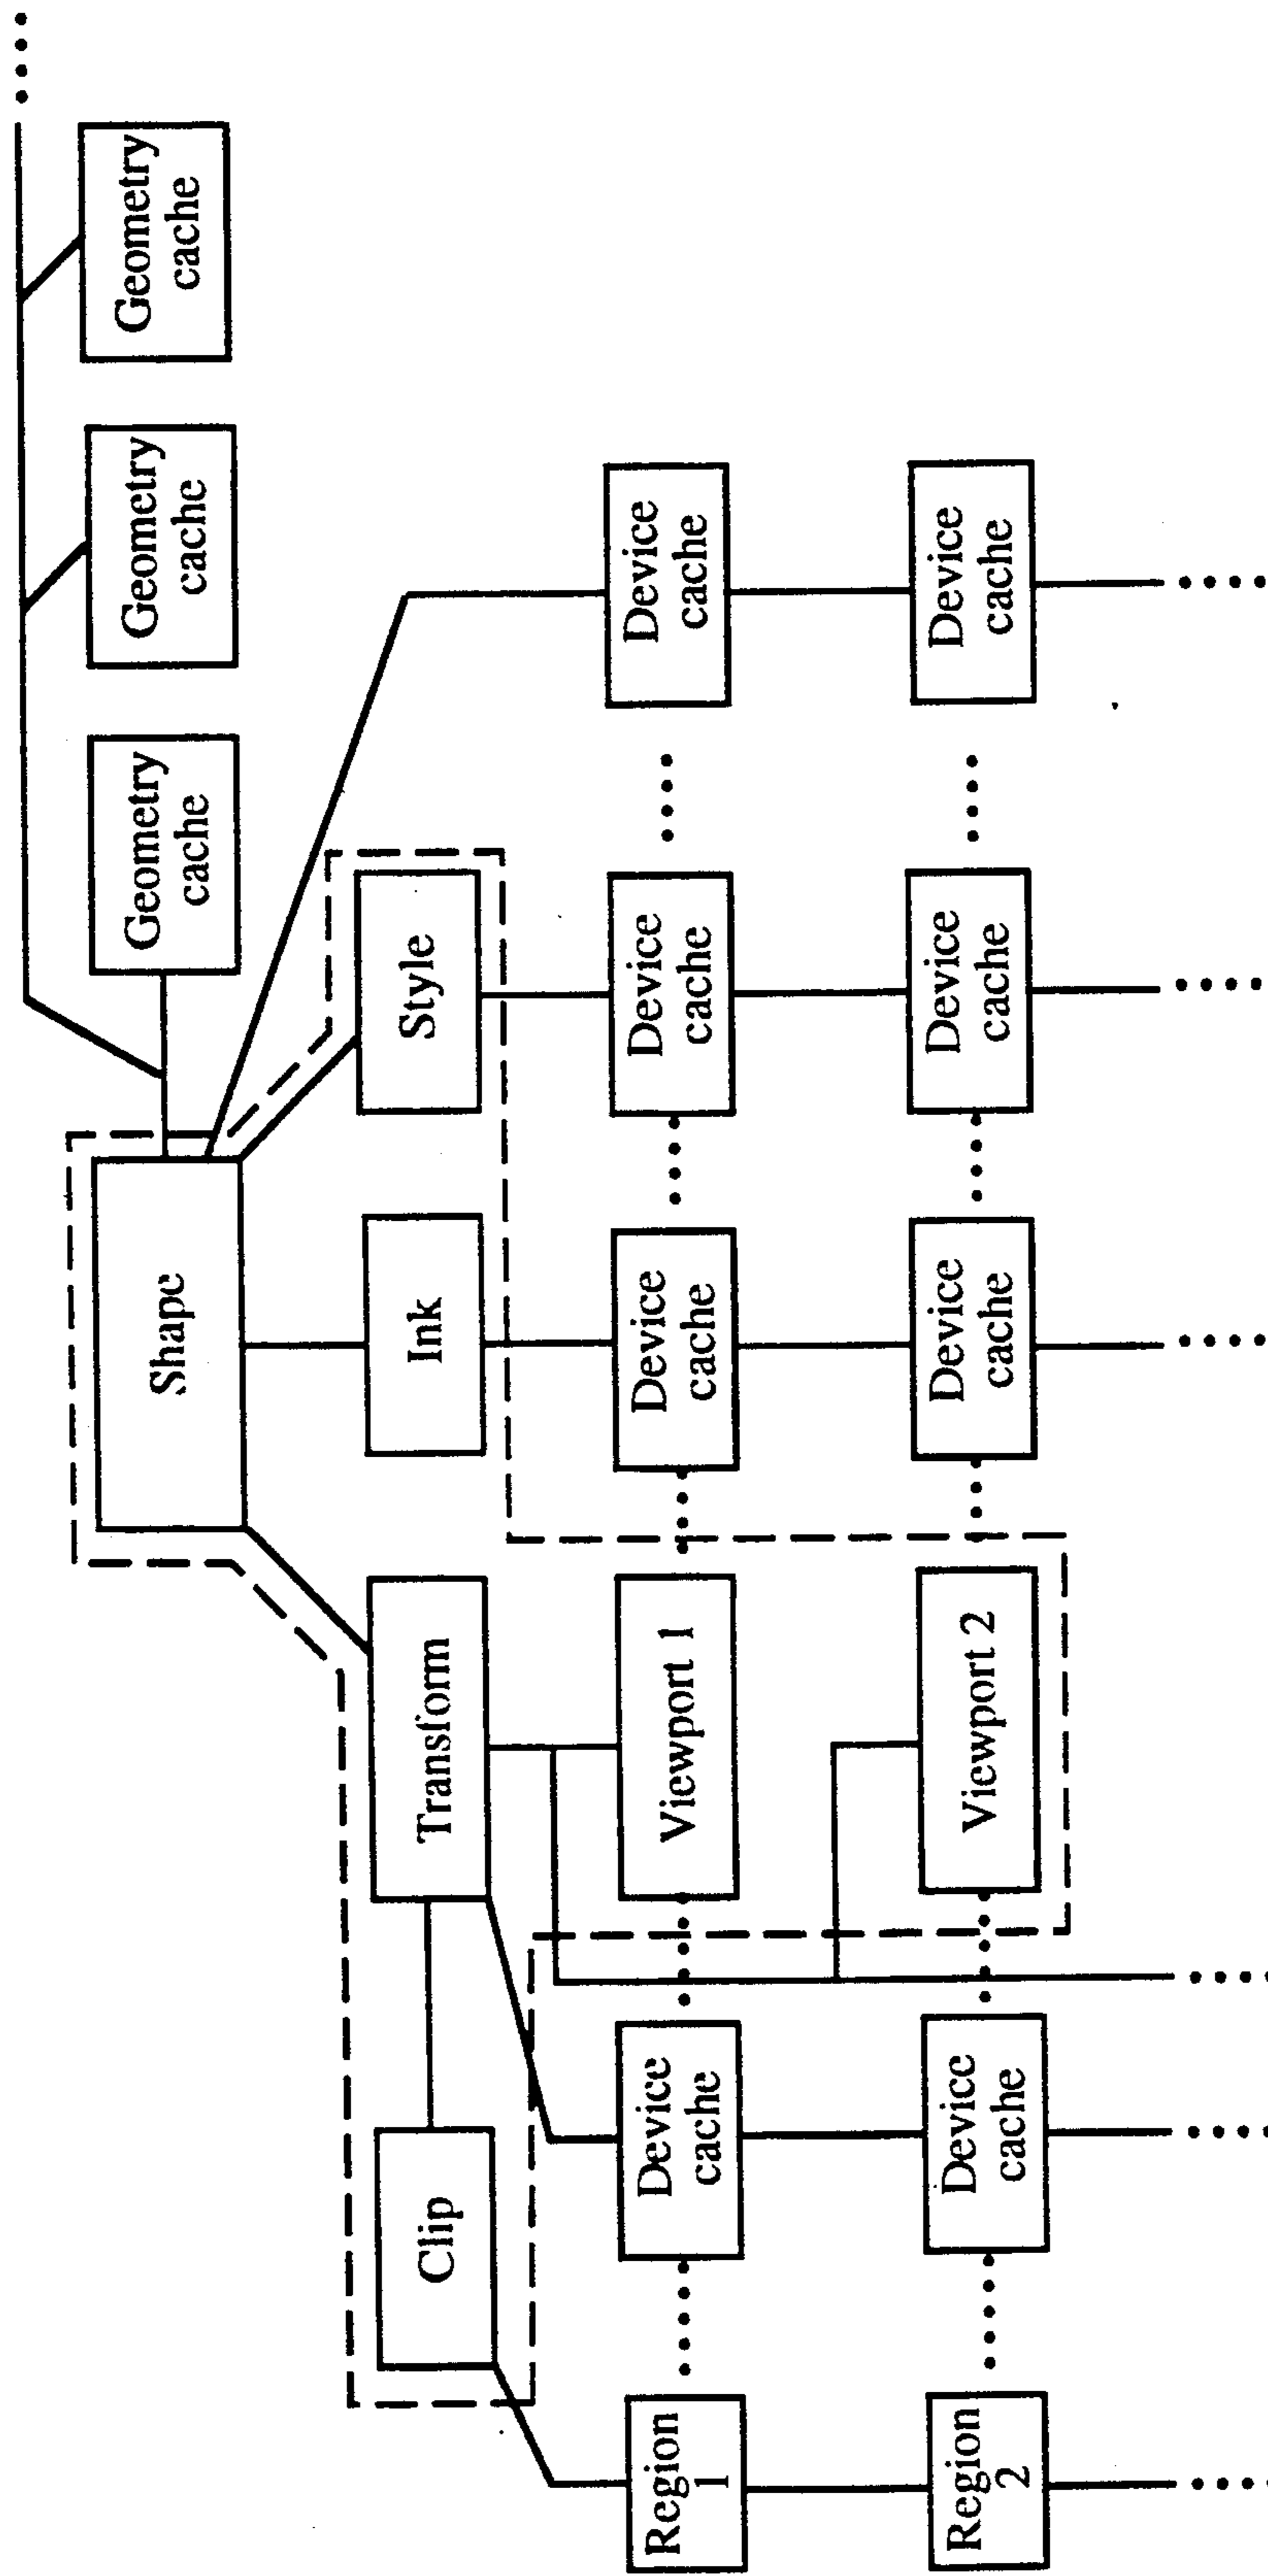 Shape
Geometry
cache
Geometry
cache
Geometry
cache
Clip
Transform
Ink
Style
Region
1
Device
cache
Viewport 1
Device
cache
Device
cache
Device
cache
Region
2
Device
cache
Viewport 2
Device
cache
Device
cache
Device
cache